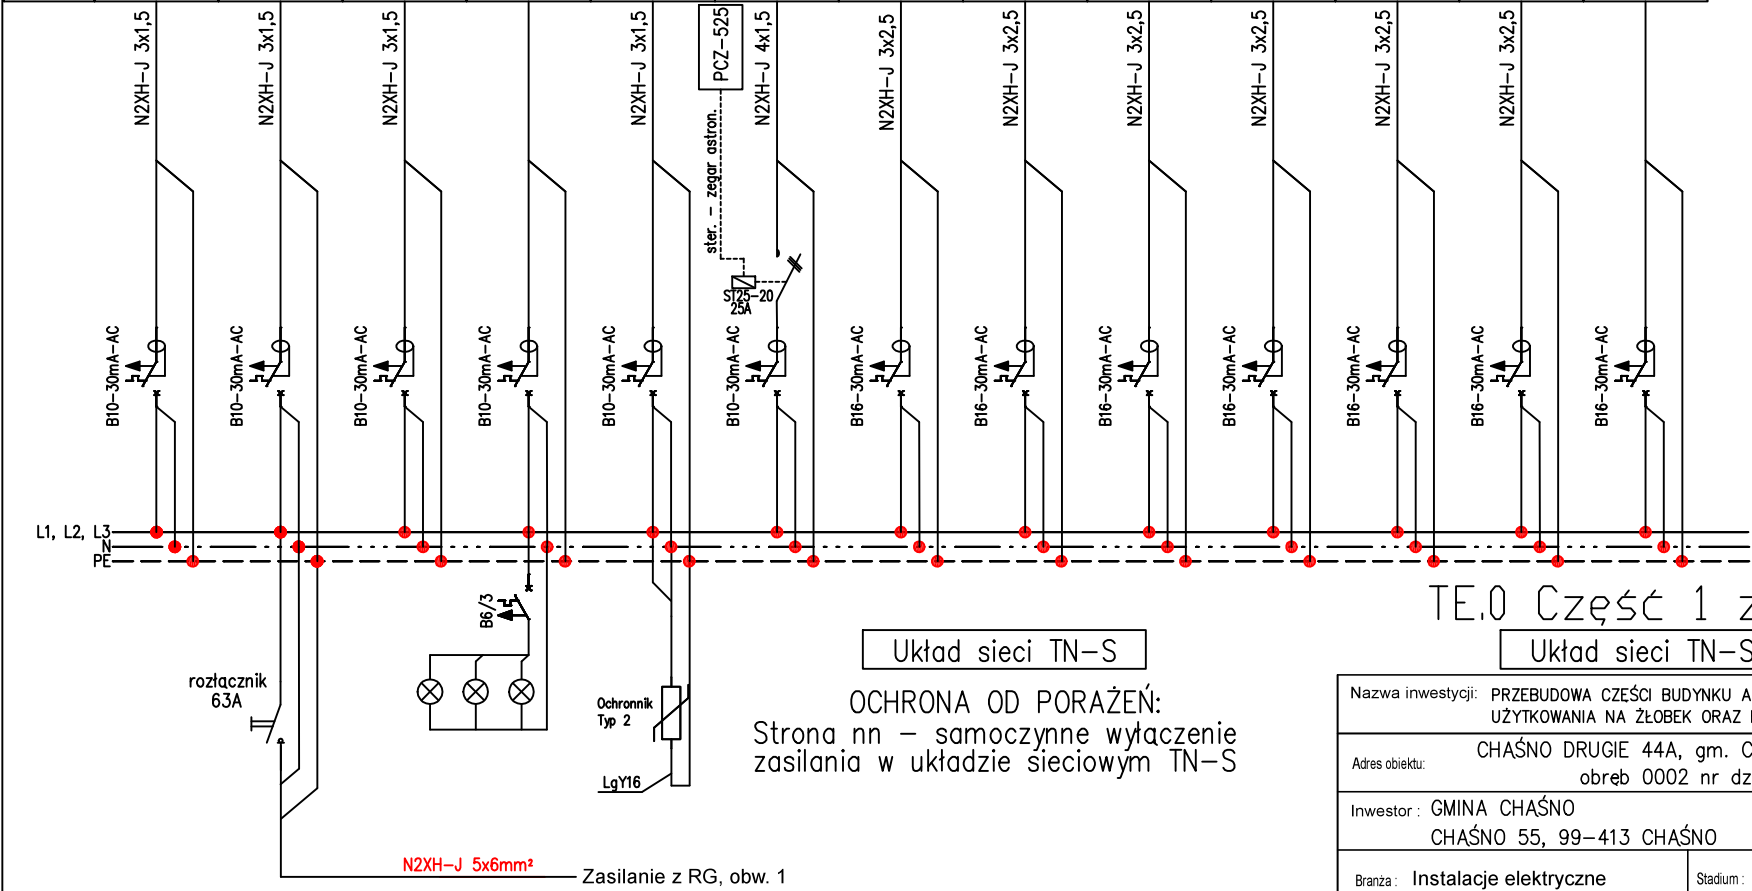 N2XH-J 3x1,5
N2XH-J 3x1,5
N2XH-J 3x1,5
N2XH-J 3x1,5
PCZ-525
N2XH-J 4x1,5
N2XH-J 3x2,5
N2XH-J 3x2,5
N2XH-J 3x2,5
N2XH-J 3x2,5
N2XH-J 3x2,5
N2XH-J 3x2,5
ster. - zegar astron.
ST25-20
25A
B10-30mA-AC
B10-30mA-AC
B10-30mA-AC
B10-30mA-AC
B10-30mA-AC
B10-30mA-AC
B16-30mA-AC
B16-30mA-AC
B16-30mA-AC
B16-30mA-AC
B16-30mA-AC
B16-30mA-AC
B16-30mA-AC
L1, L2, L3
N
PE
B6/3
rozłącznik
63A
Ochronnik
Typ 2
LgY16
N2XH-J 5x6mm²
Zasilanie z RG, obw. 1
Układ sieci TN-S
OCHRONA OD PORAŻEŃ:
Strona nn - samoczynne wyłączenie
zasilania w układzie sieciowym TN-S
TE.0 Część 1 z
Układ sieci TN-S
Nazwa inwestycji: PRZEBUDOWA CZĘŚCI BUDYNKU A
UŻYTKOWANIA NA ŻŁOBEK ORAZ
Adres obiektu: CHAŚNO DRUGIE 44A, gm. C
obręb 0002 nr dz
Inwestor : GMINA CHAŚNO
CHAŚNO 55, 99-413 CHAŚNO
Branża : Instalacje elektryczne
Stadium :